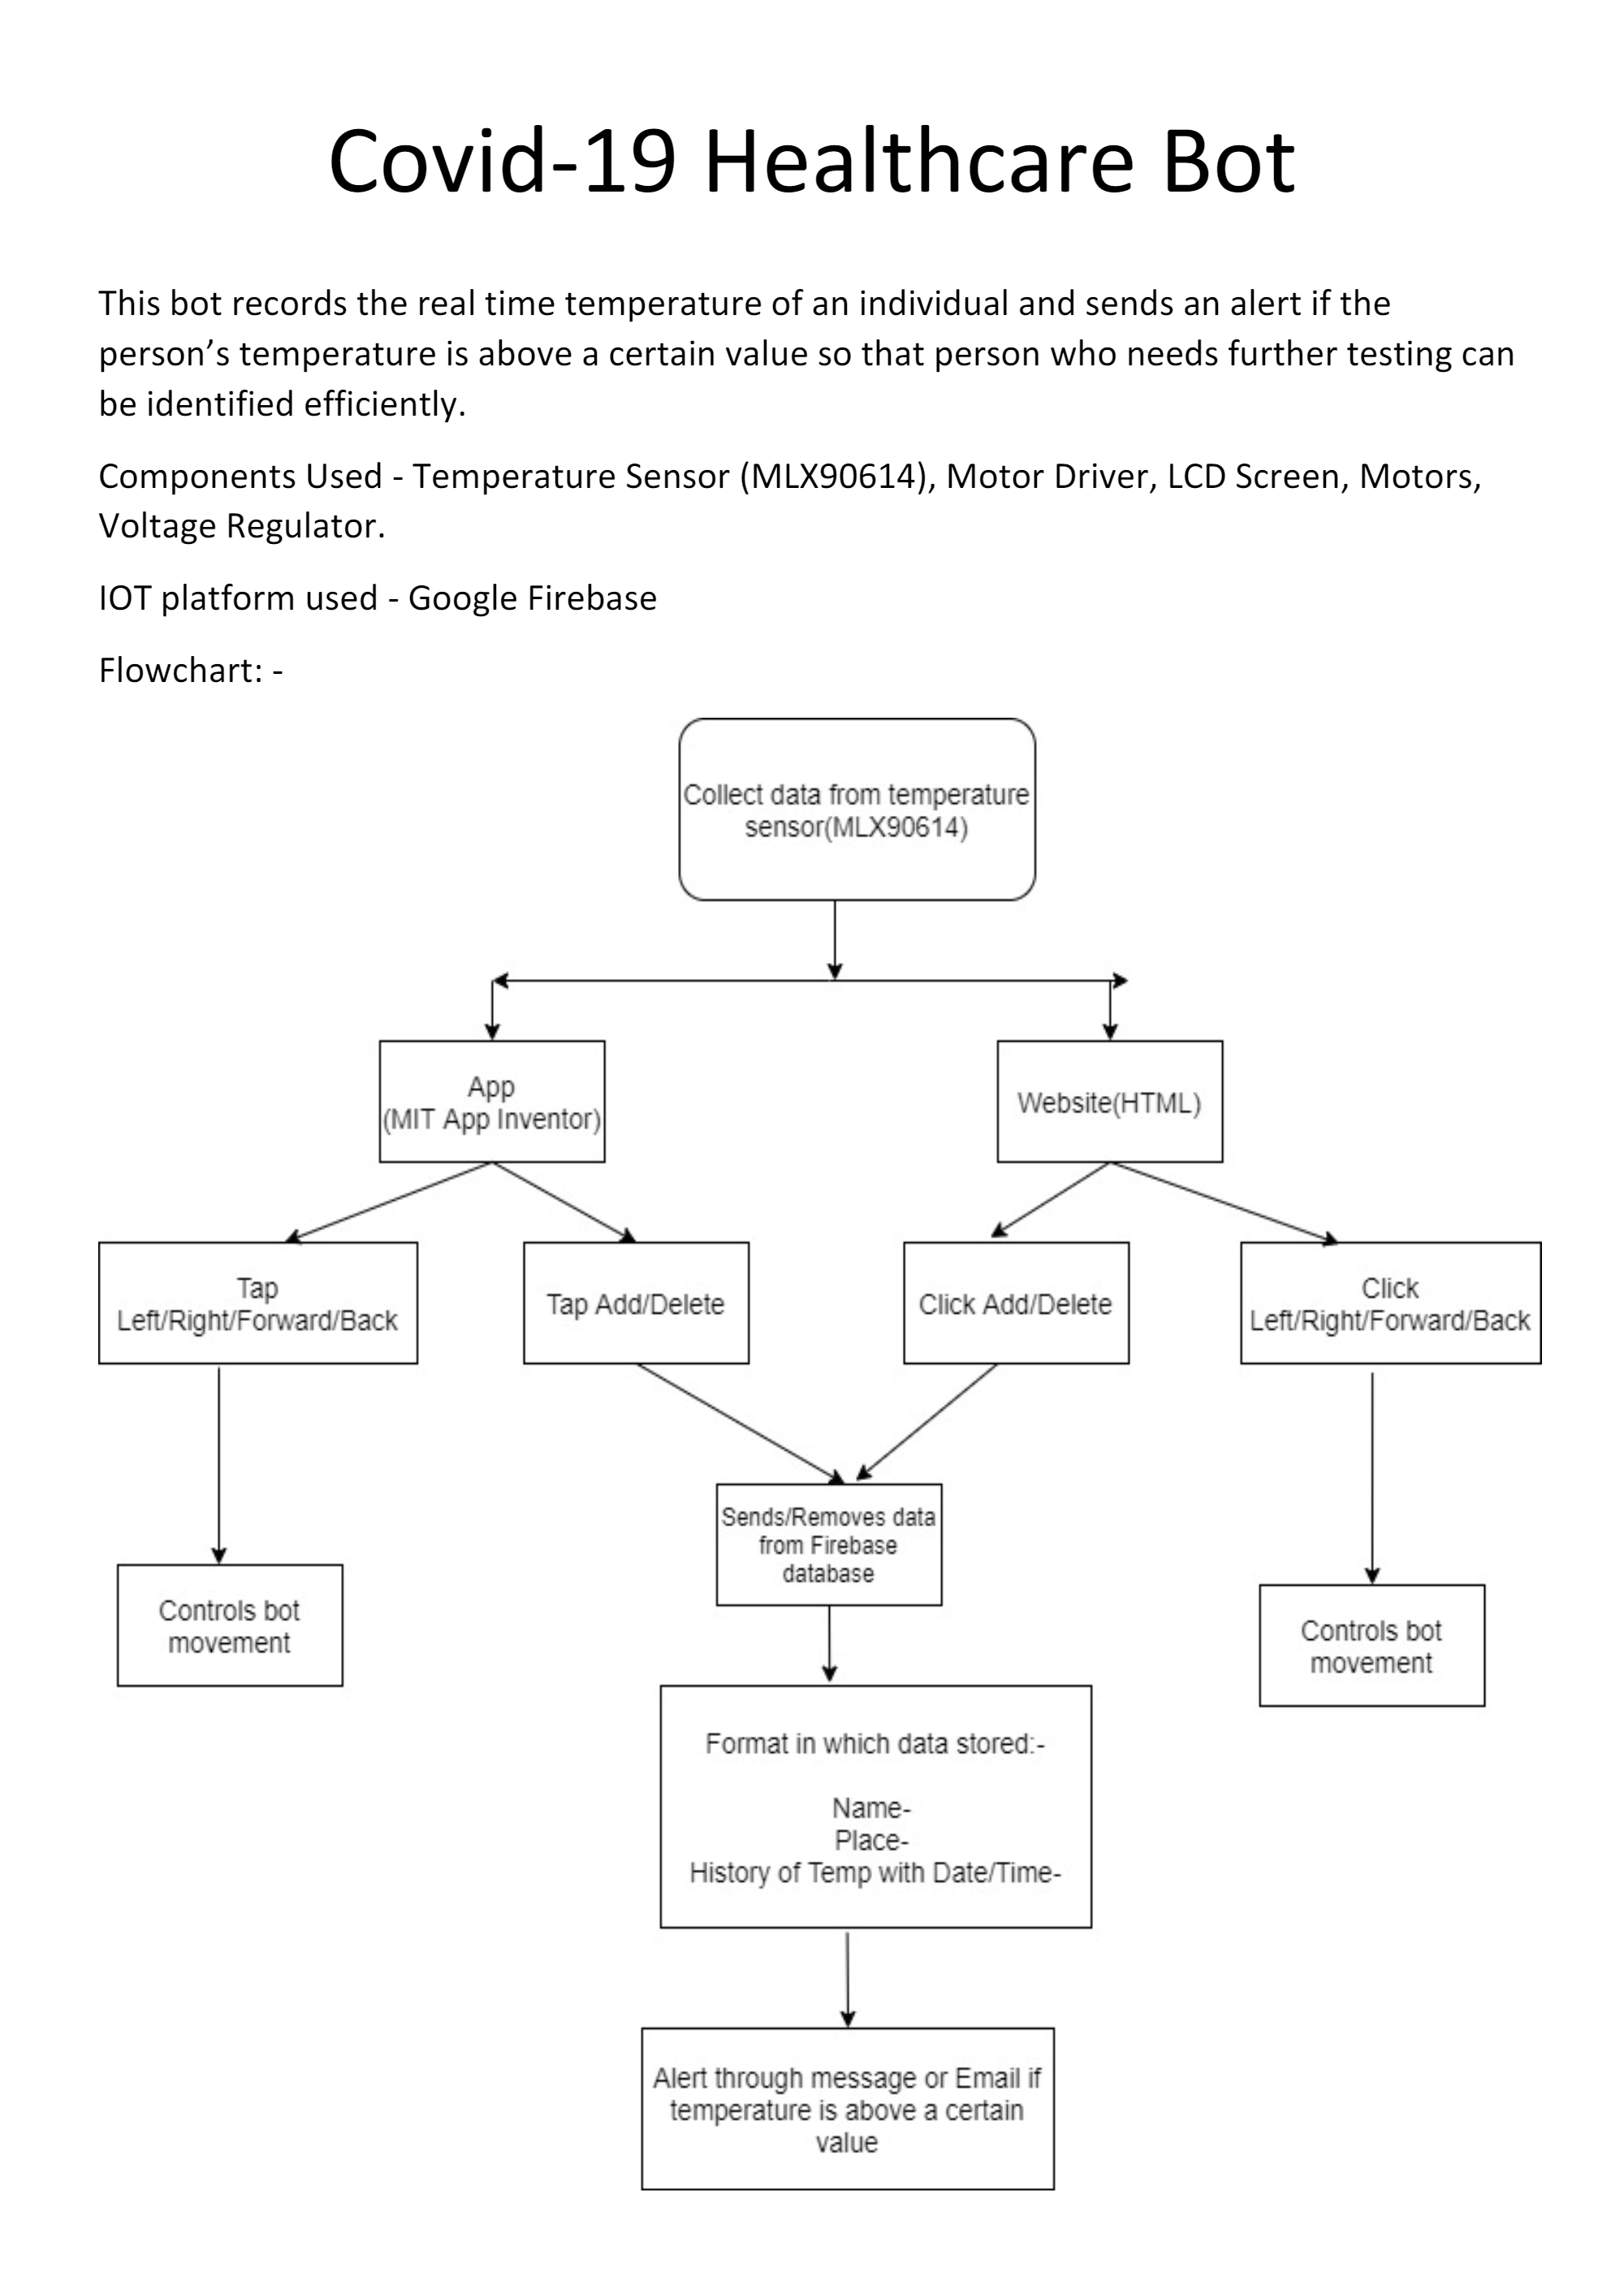 Covid-19 Healthcare Bot
This bot records the real time temperature of an individual and sends an alert if the
person’s temperature is above a certain value so that person who needs further testing can
be identified efficiently.
Components Used - Temperature Sensor (MLX90614), Motor Driver, LCD Screen, Motors,
Voltage Regulator.
IOT platform used - Google Firebase
Flowchart: -
Collect data from temperature
sensor(MLX90614)
App
(MIT App Inventor)
Website(HTML)
Tap
Left/Right/Forward/Back
Tap Add/Delete
Click Add/Delete
Click
Left/Right/Forward/Back
Sends/Removes data
from Firebase
database
Controls bot
movement
Controls bot
movement
Format in which data stored:-
Name-
Place-
History of Temp with Date/Time-
Alert through message or Email if
temperature is above a certain
value